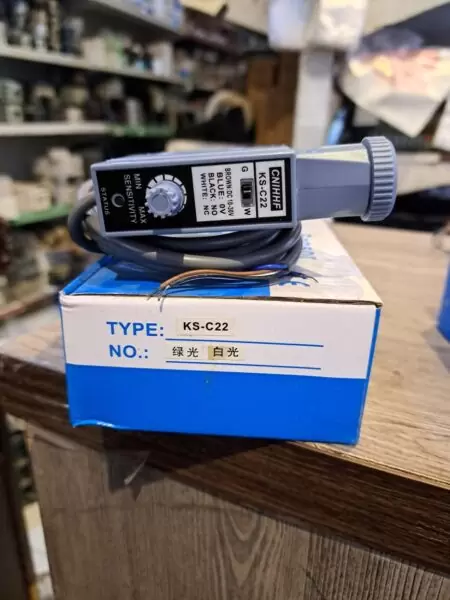 CNIHHF
KS-C22
G
W
BROWN:DC 10-30V
BLUE: 0V
BLACK: NO
WHITE: NC
MIN
MAX
SENSITIVITY
STATUS
TYPE: KS-C22
NO.: 绿光 白光